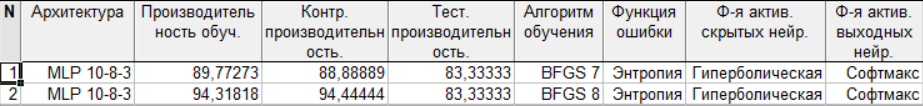 N Архитектура Производитель Контр. Тест. Алгоритм Функция Ф-я актив. Ф-я актив.
ность обуч. производительн производительн обучения ошибки скрытых нейр. выходных
ость. ость. нейр.
1 MLP 10-8-3 89,77273 88,88889 83,33333 BFGS 7 Энтропия Гиперболическая Софтмакс
2 MLP 10-8-3 94,31818 94,44444 83,33333 BFGS 8 Энтропия Гиперболическая Софтмакс